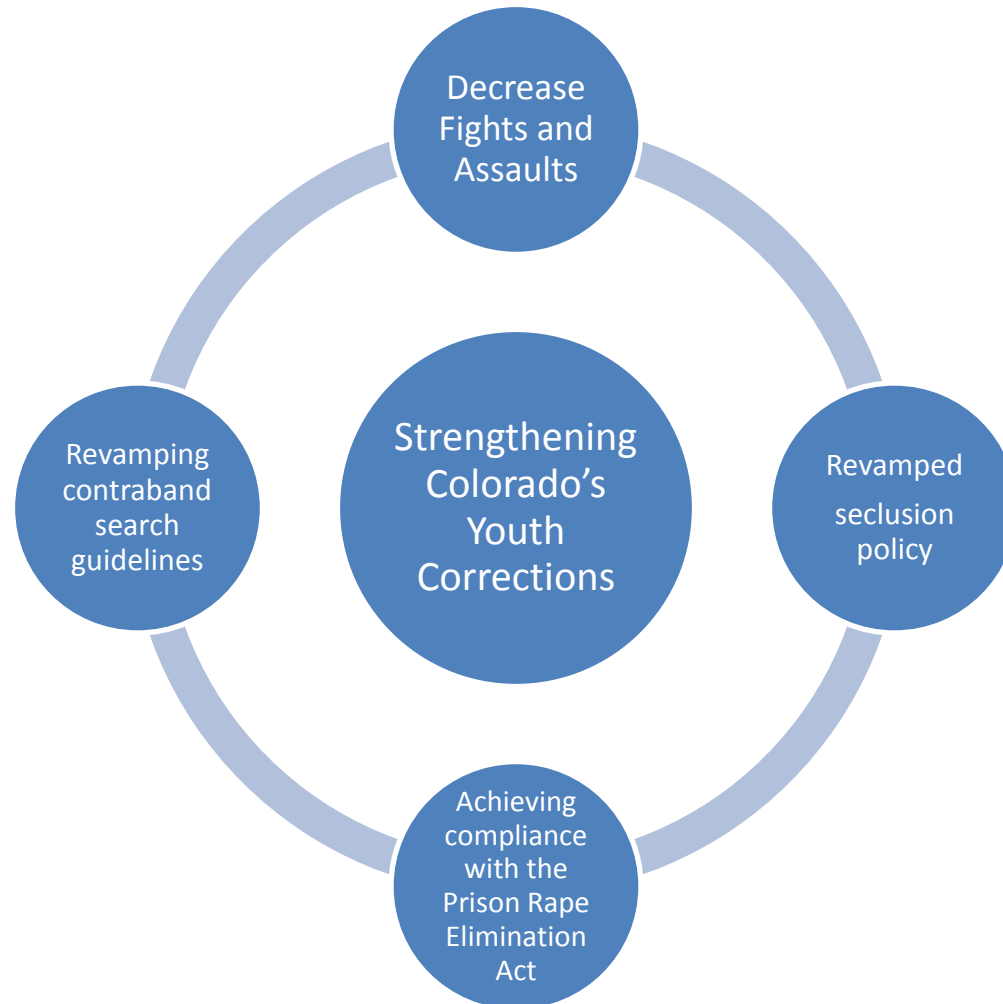 Decrease
Fights and
Assaults
Strengthening
Colorado’s
Youth
Corrections
Revamping
contraband
search
guidelines
Revamped
seclusion
policy
Achieving
compliance
with the
Prison Rape
Elimination
Act